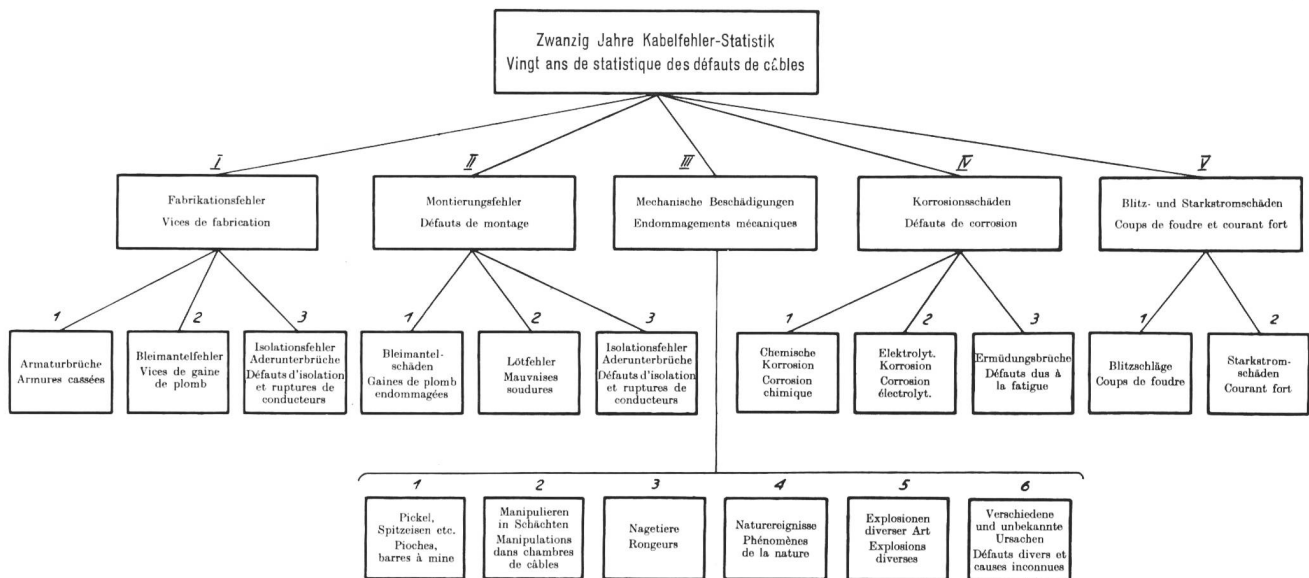 Zwanzig Jahre Kabelfehler-Statistik
Vingt ans de statistique des défauts de câbles
I
Fabrikationsfehler
Vices de fabrication
II
Montierungsfehler
Défauts de montage
III
Mechanische Beschädigungen
Endommagements mécaniques
IV
Korrosionsschäden
Défauts de corrosion
V
Blitz- und Starkstromschäden
Coups de foudre et courant fort
1
Armaturbrüche
Armures cassées
2
Bleimantelfehler
Vices de gaine
de plomb
3
Isolationsfehler
Aderunterbrüche
Défauts d'isolation
et ruptures de
conducteurs
1
Bleimantel-
schäden
Gaines de plomb
endommagées
2
Lötfehler
Mauvaises
soudures
3
Isolationsfehler
Aderunterbrüche
Défauts d'isolation
et ruptures de
conducteurs
1
Chemische
Korrosion
Corrosion
chimique
2
Elektrolyt.
Korrosion
Corrosion
électrolyt.
3
Ermüdungsbrüche
Défauts dus à
la fatigue
1
Blitzschläge
Coups de foudre
2
Starkstrom-
schäden
Courant fort
1
Pickel,
Spitzeisen etc.
Pioches,
barres à mine
2
Manipulieren
in Schächten
Manipulations
dans chambres
de câbles
3
Nagetiere
Rongeurs
4
Naturereignisse
Phénomènes
de la nature
5
Explosionen
diverser Art
Explosions
diverses
6
Verschiedene
und unbekannte
Ursachen
Défauts divers et
causes inconnues